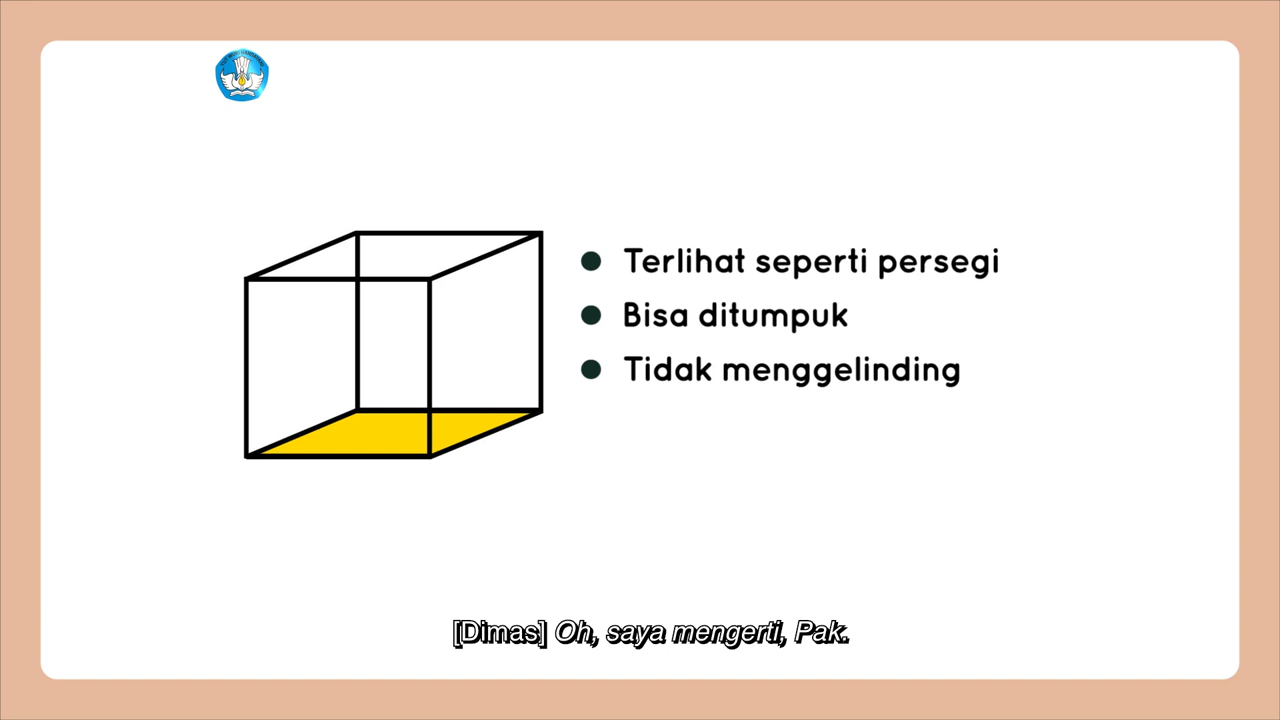 Terlihat seperti persegi
Bisa ditumpuk
Tidak menggelinding
[Dimas] Oh, saya mengerti, Pak.